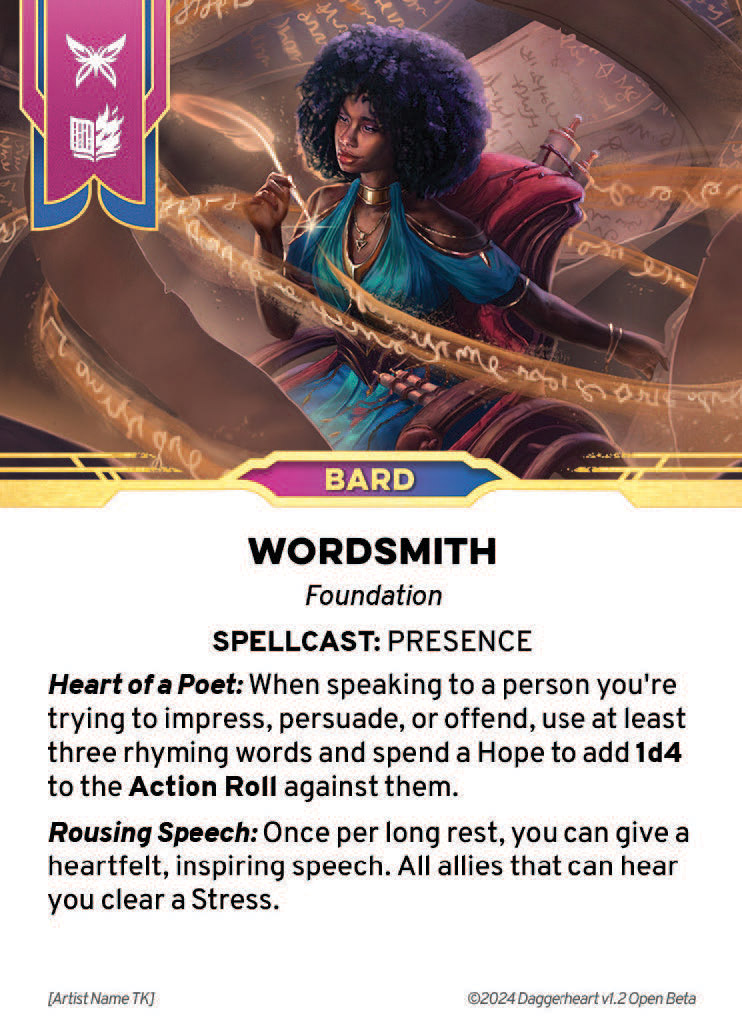 BARD
WORDSMITH
Foundation
SPELLCAST: PRESENCE
Heart of a Poet: When speaking to a person you're
trying to impress, persuade, or offend, use at least
three rhyming words and spend a Hope to add 1d4
to the Action Roll against them.
Rousing Speech: Once per long rest, you can give a
heartfelt, inspiring speech. All allies that can hear
you clear a Stress.
[Artist Name TK]
©2024 Daggerheart v1.2 Open Beta